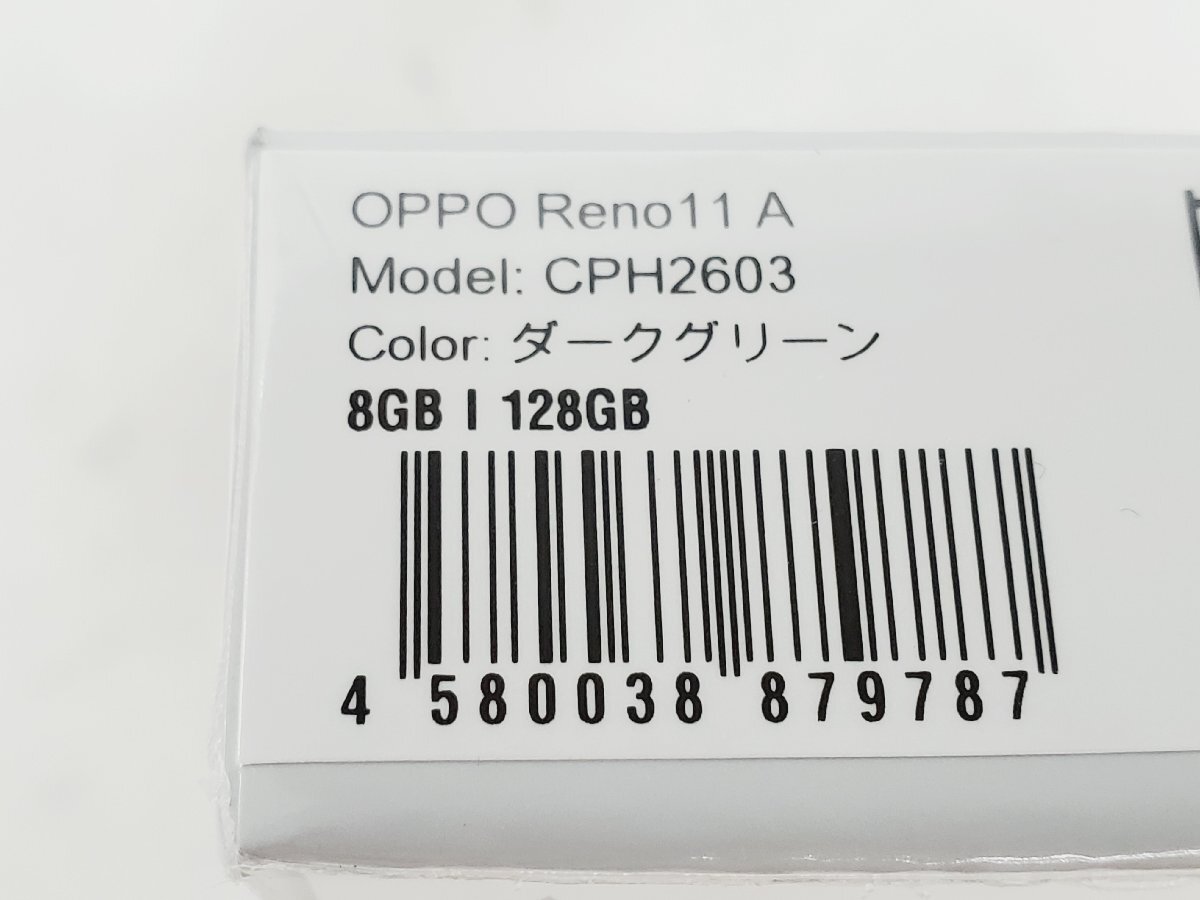 OPPO Reno11 A
Model: CPH2603
Color: ダークグリーン
8GB | 128GB
4 580038 879787